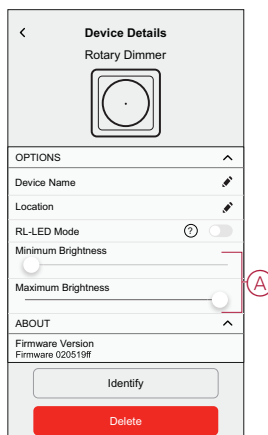 Device Details
Rotary Dimmer
OPTIONS
Device Name
Location
RL-LED Mode ?
Minimum Brightness
Maximum Brightness
A
ABOUT
Firmware Version
Firmware 020519ff
Identify
Delete